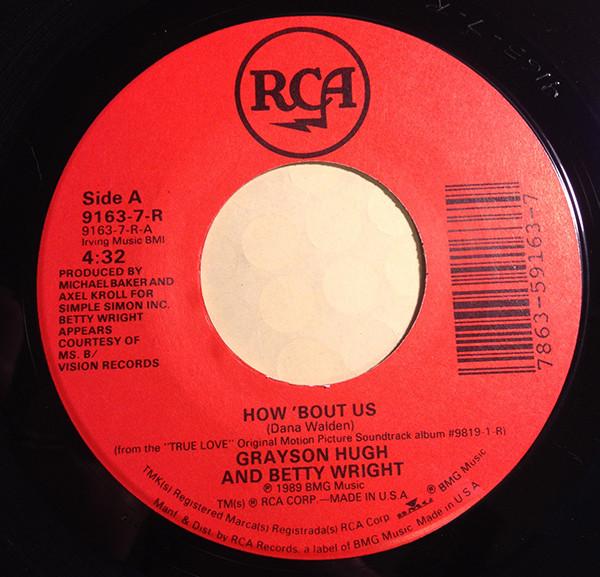 RCA
Side A
9163-7-R
9163-7-R-A
Irving Music BMI
4:32
PRODUCED BY
MICHAEL BAKER AND
AXEL KROLL FOR
SIMPLE SIMON INC.
BETTY WRIGHT
APPEARS
COURTESY OF
MS. B/
VISION RECORDS
7863-59163-7
HOW 'BOUT US
(Dana Walden)
(from the "TRUE LOVE" Original Motion Picture Soundtrack album #9819-1-R)
GRAYSON HUGH
AND BETTY WRIGHT
℗ 1989 BMG Music
TMK(s) Registered Marca(s) Registrada(s) RCA Corp BMG ® BMG Music
TM(s) ® RCA CORP.—MADE IN U.S.A.
Manf. & Dist. by RCA Records, a label of BMG Music Made in U.S.A